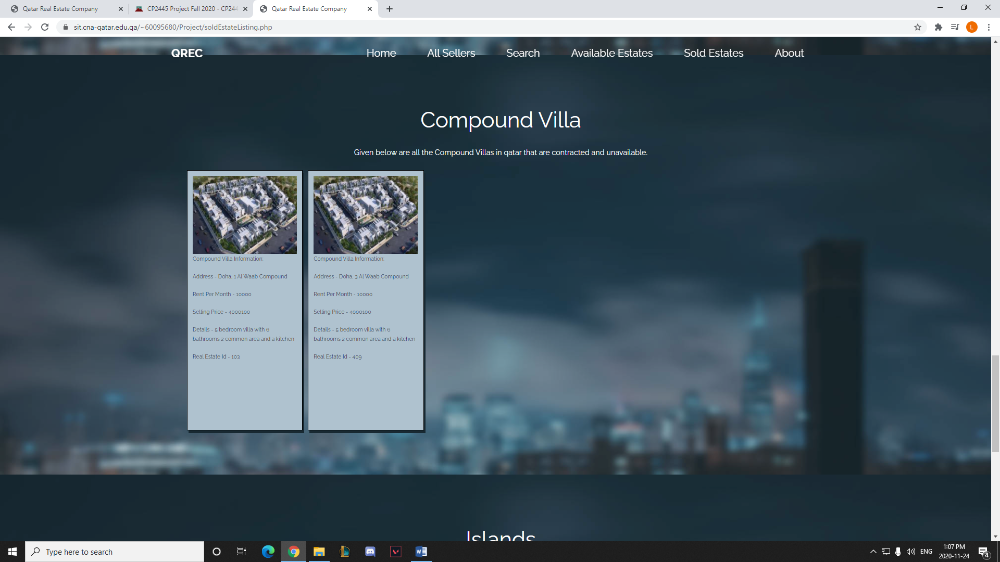 Qatar Real Estate Company
CP2445 Project Fall 2020 - CP244
Qatar Real Estate Company
sit.cna-qatar.edu.qa/~60095680/Project/soldEstateListing.php
L
QREC
Home
All Sellers
Search
Available Estates
Sold Estates
About
Compound Villa
Given below are all the Compound Villas in qatar that are contracted and unavailable.
Compound Villa Information:
Address - Doha, 1 Al Waab Compound
Rent Per Month - 10000
Selling Price - 4000100
Details - 5 bedroom villa with 6
bathrooms 2 common area and a kitchen
Real Estate Id - 103
Compound Villa Information:
Address - Doha, 3 Al Waab Compound
Rent Per Month - 10000
Selling Price - 4000100
Details - 5 bedroom villa with 6
bathrooms 2 common area and a kitchen
Real Estate Id - 409
Islands
Type here to search
W
ENG
1:07 PM
2020-11-24
4